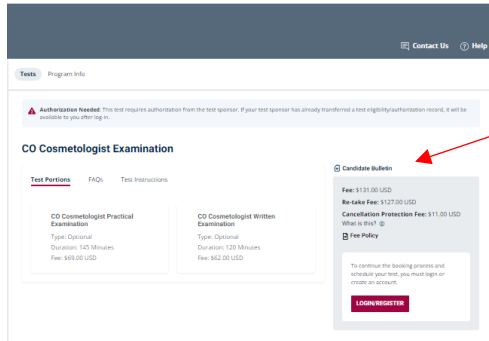 Contact Us
Help
Tests
Program Info
Authorization Needed: This test requires authorization from the test sponsor. If your test sponsor has already transferred a test eligibility/authorization record, it will be
available to you after log-in.
CO Cosmetologist Examination
Test Portions
FAQs
Test Instructions
CO Cosmetologist Practical
Examination
Type: Optional
Duration: 145 Minutes
Fee: $69.00 USD
CO Cosmetologist Written
Examination
Type: Optional
Duration: 120 Minutes
Fee: $62.00 USD
Candidate Bulletin
Fee: $131.00 USD
Re-take Fee: $127.00 USD
Cancellation Protection Fee: $11.00 USD
What is this?
Fee Policy
To continue the booking process and
schedule your test, you must login or
create an account.
LOGIN/REGISTER